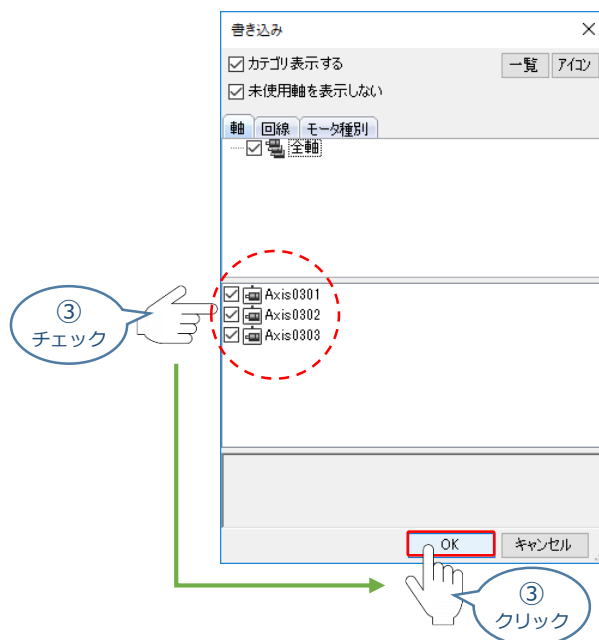 書き込み
カテゴリ表示する
一覧 アイコン
未使用軸を表示しない
軸 回線 モータ種別
全軸
Axis0301
Axis0302
Axis0303
③
チェック
OK キャンセル
③
クリック